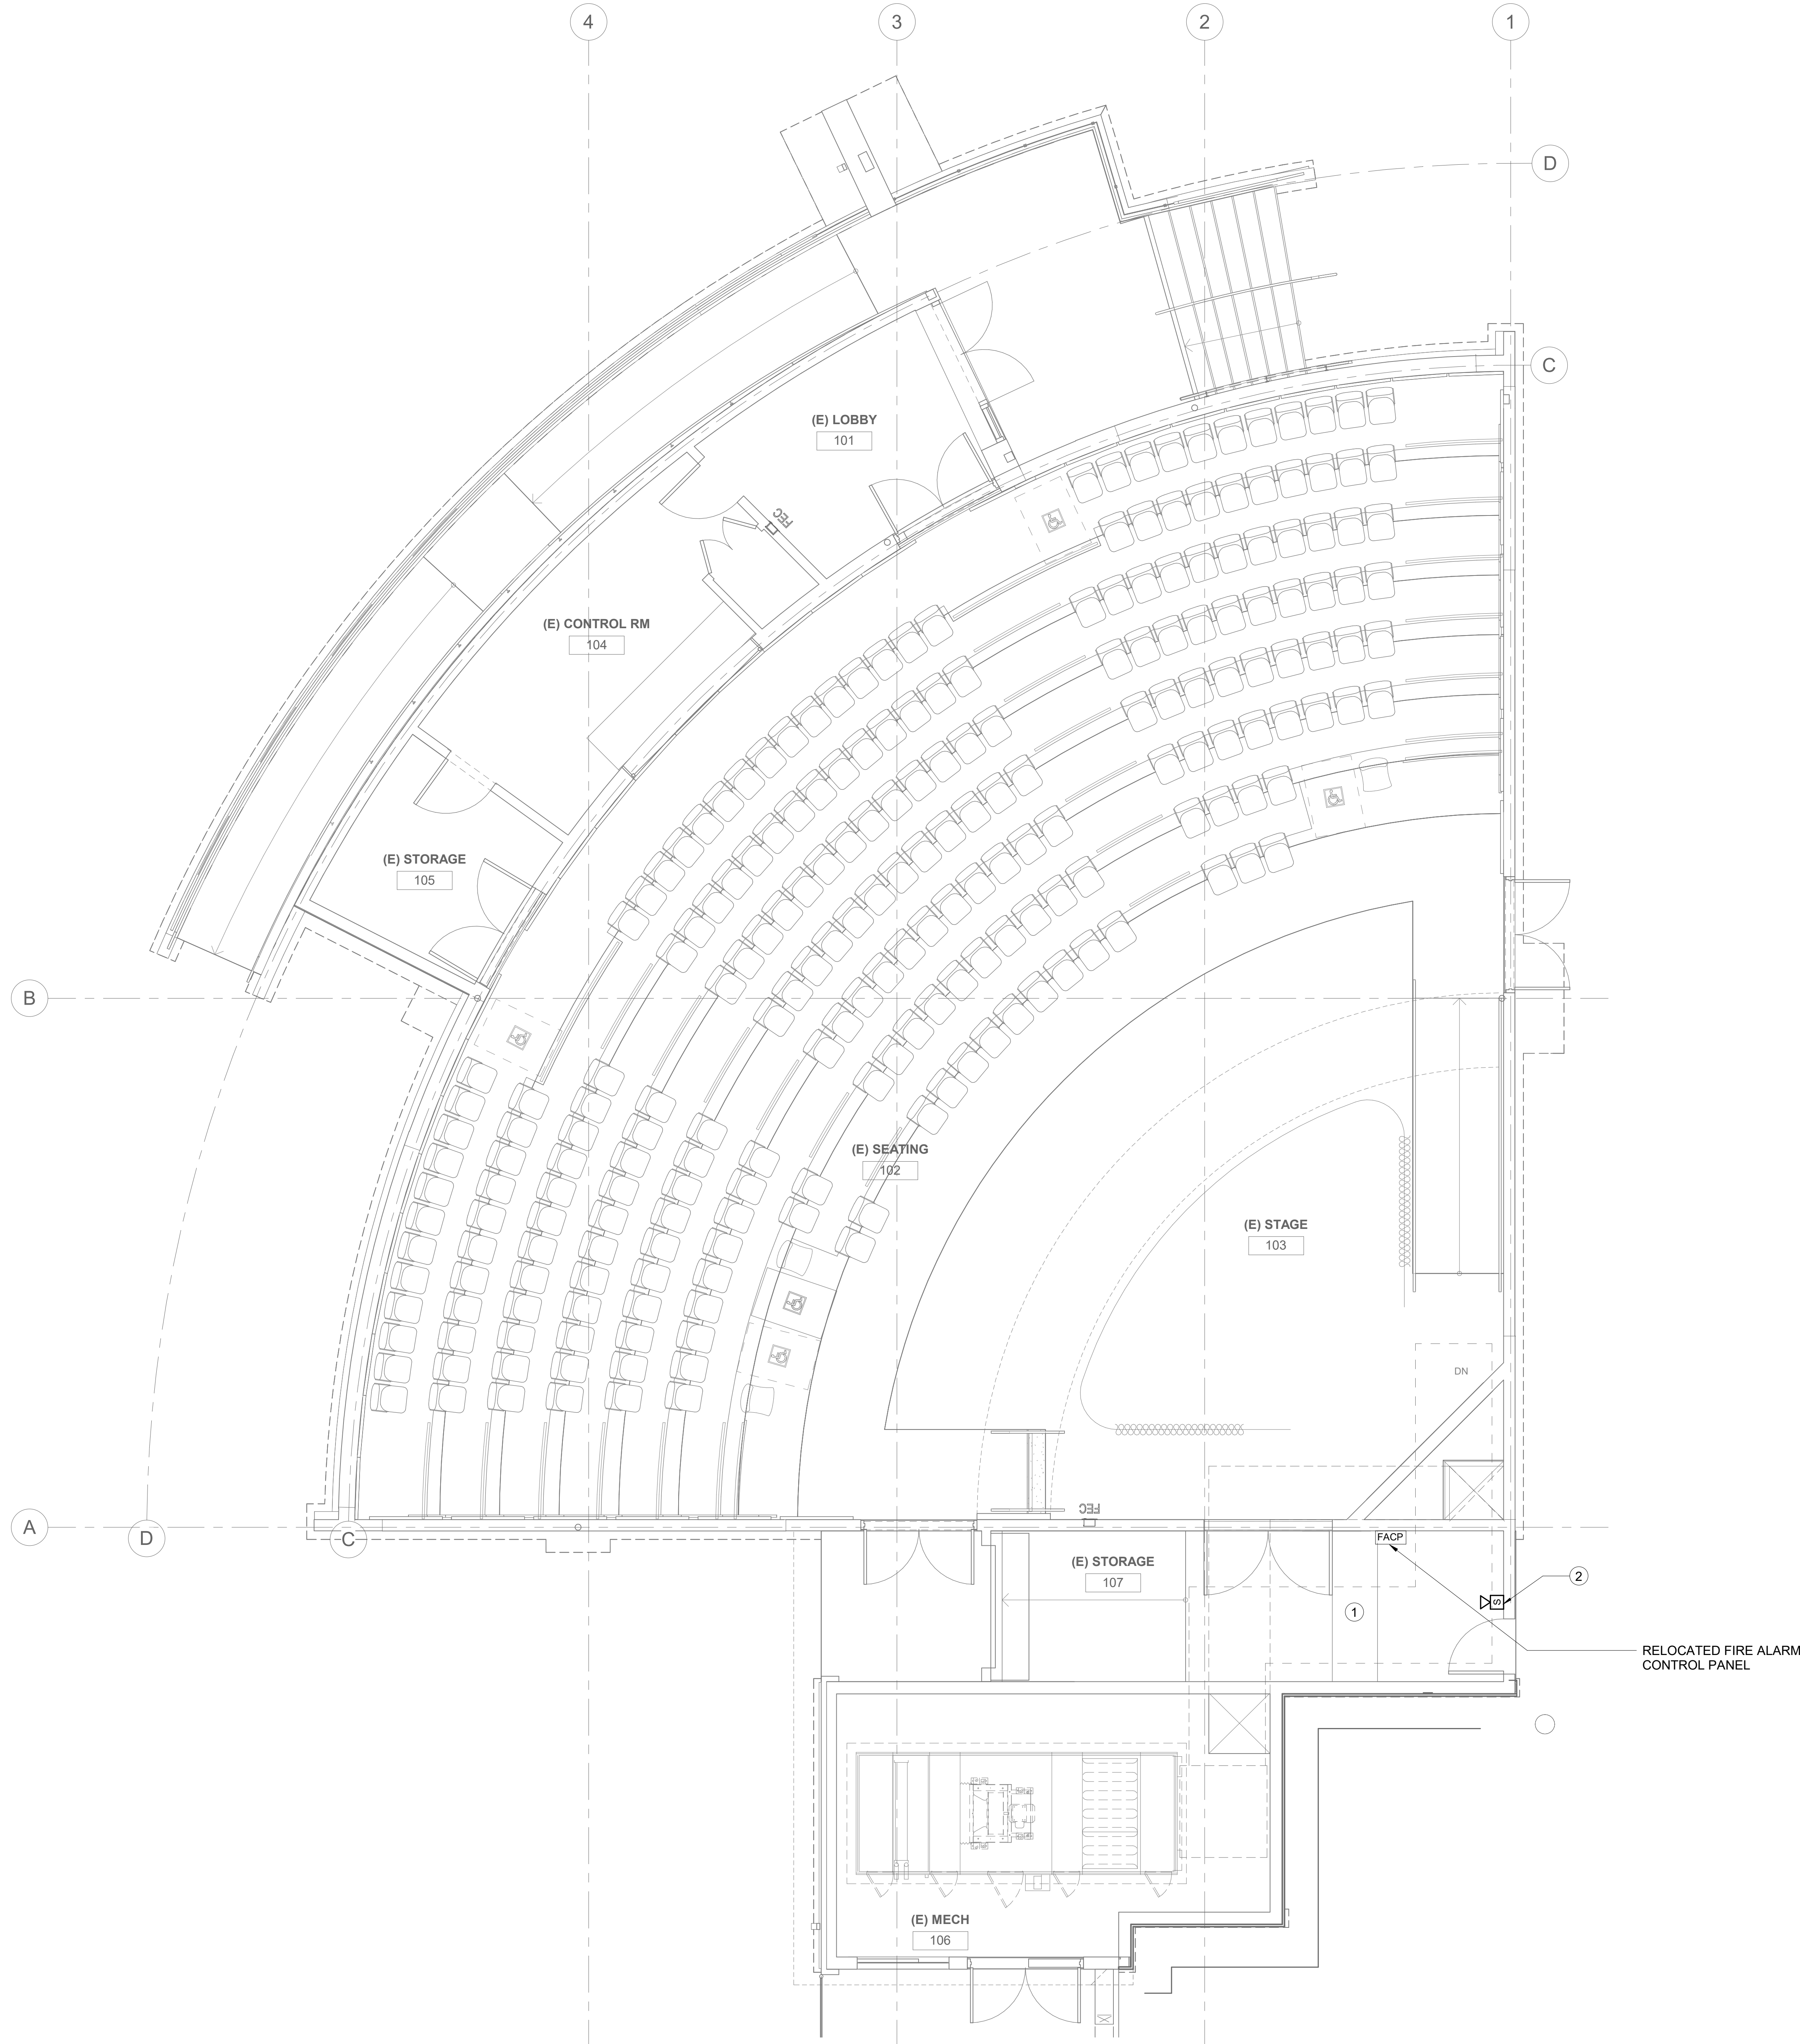 4
3
2
1
D
C
(E) LOBBY
101
FEC
(E) CONTROL RM
104
(E) STORAGE
105
B
(E) SEATING
102
(E) STAGE
103
DN
FEC
A
D
C
FACP
(E) STORAGE
107
1
S
2
RELOCATED FIRE ALARM
CONTROL PANEL
(E) MECH
106